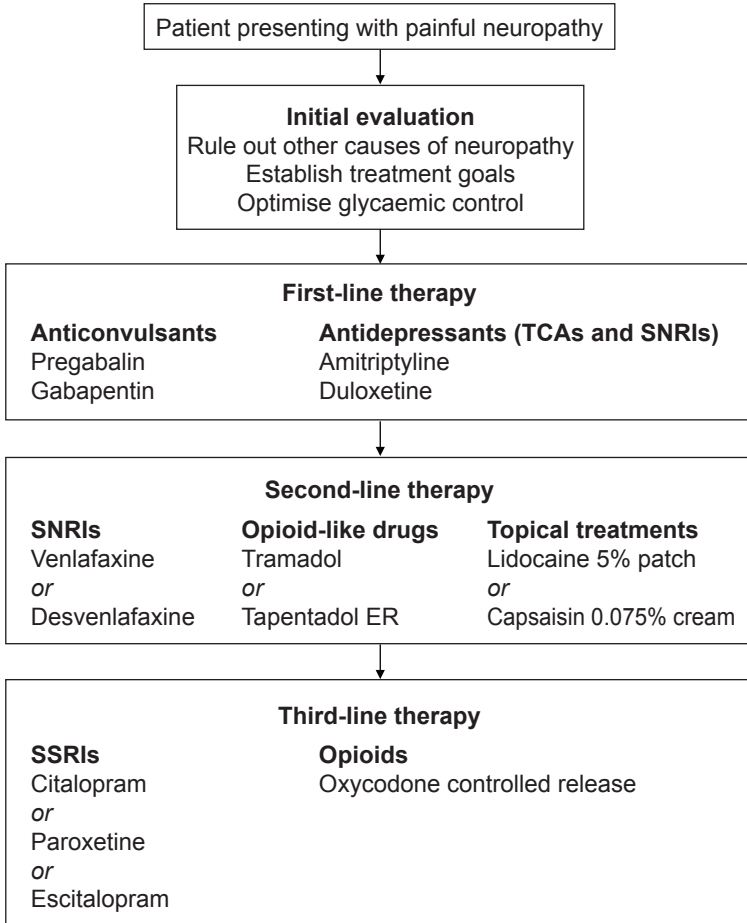 Patient presenting with painful neuropathy
Initial evaluation
Rule out other causes of neuropathy
Establish treatment goals
Optimise glycaemic control
First-line therapy
Anticonvulsants
Pregabalin
Gabapentin
Antidepressants (TCAs and SNRIs)
Amitriptyline
Duloxetine
Second-line therapy
SNRIs
Venlafaxine
or
Desvenlafaxine
Opioid-like drugs
Tramadol
or
Tapentadol ER
Topical treatments
Lidocaine 5% patch
or
Capsaisin 0.075% cream
Third-line therapy
SSRIs
Citalopram
or
Paroxetine
or
Escitalopram
Opioids
Oxycodone controlled release